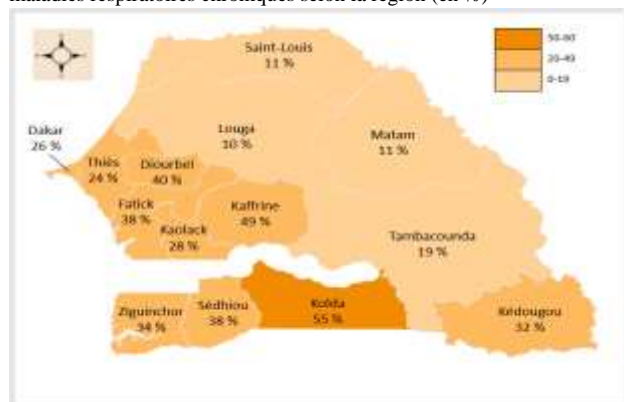 maladies respiratoires chroniques selon la région (en %)
Saint-Louis
11 %
50-60
20-49
0-19
Louga
10 %
Matam
11 %
Dakar
26 %
Thiès
24 %
Diourbel
40 %
Fatick
38 %
Kaolack
28 %
Kaffrine
49 %
Tambacounda
19 %
Ziguinchor
34 %
Sédhiou
38 %
Kolda
55 %
Kédougou
32 %